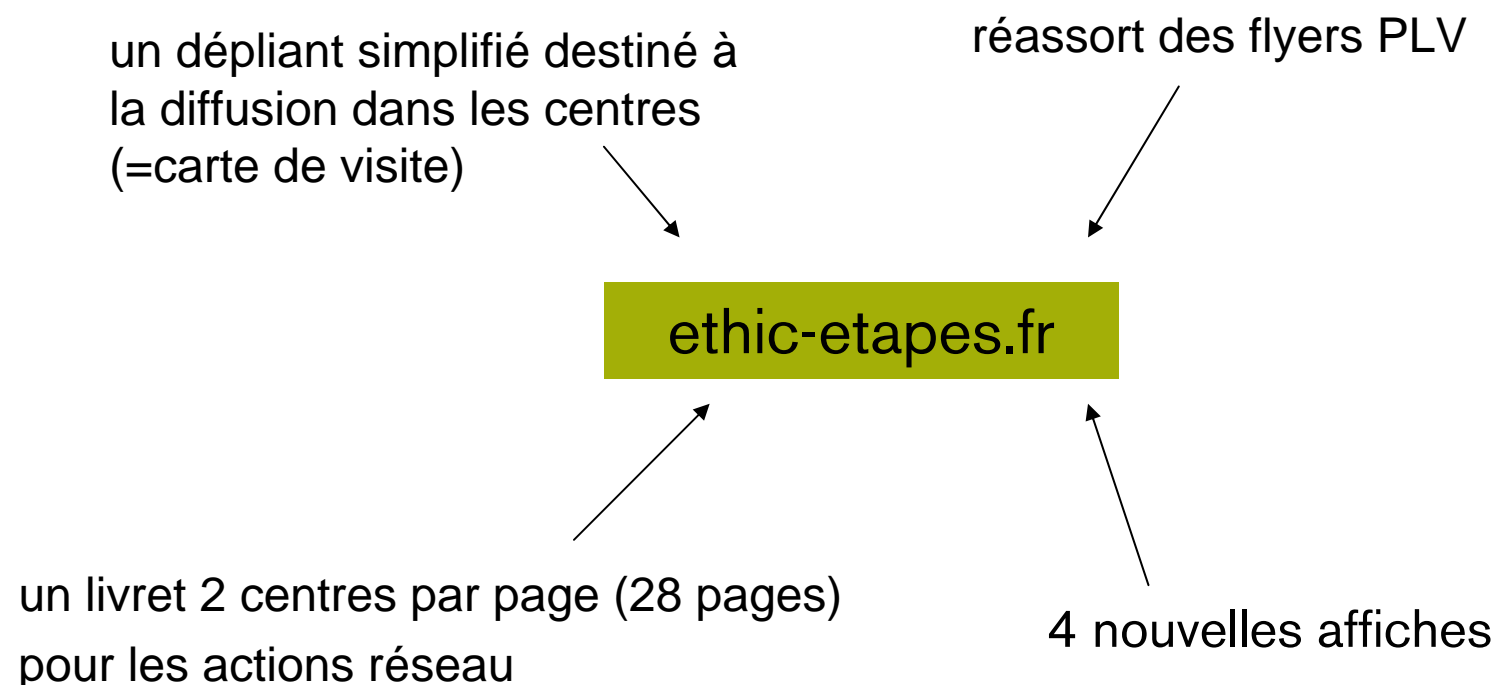 un dépliant simplifié destiné à
la diffusion dans les centres
(=carte de visite)
réassort des flyers PLV
ethic-etapes.fr
un livret 2 centres par page (28 pages)
pour les actions réseau
4 nouvelles affiches